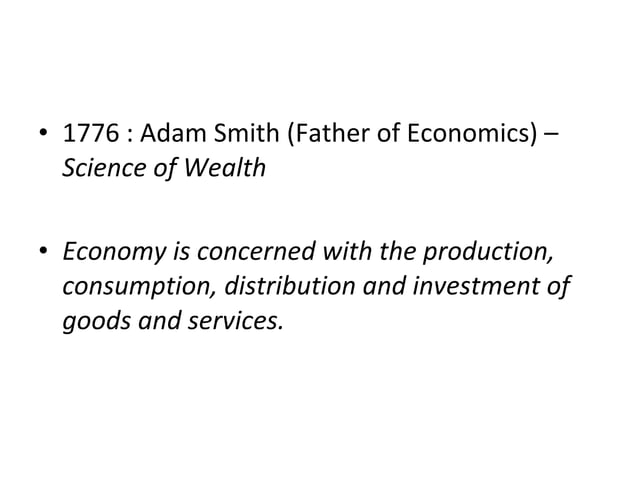 • 1776 : Adam Smith (Father of Economics) –
Science of Wealth
• Economy is concerned with the production,
consumption, distribution and investment of
goods and services.